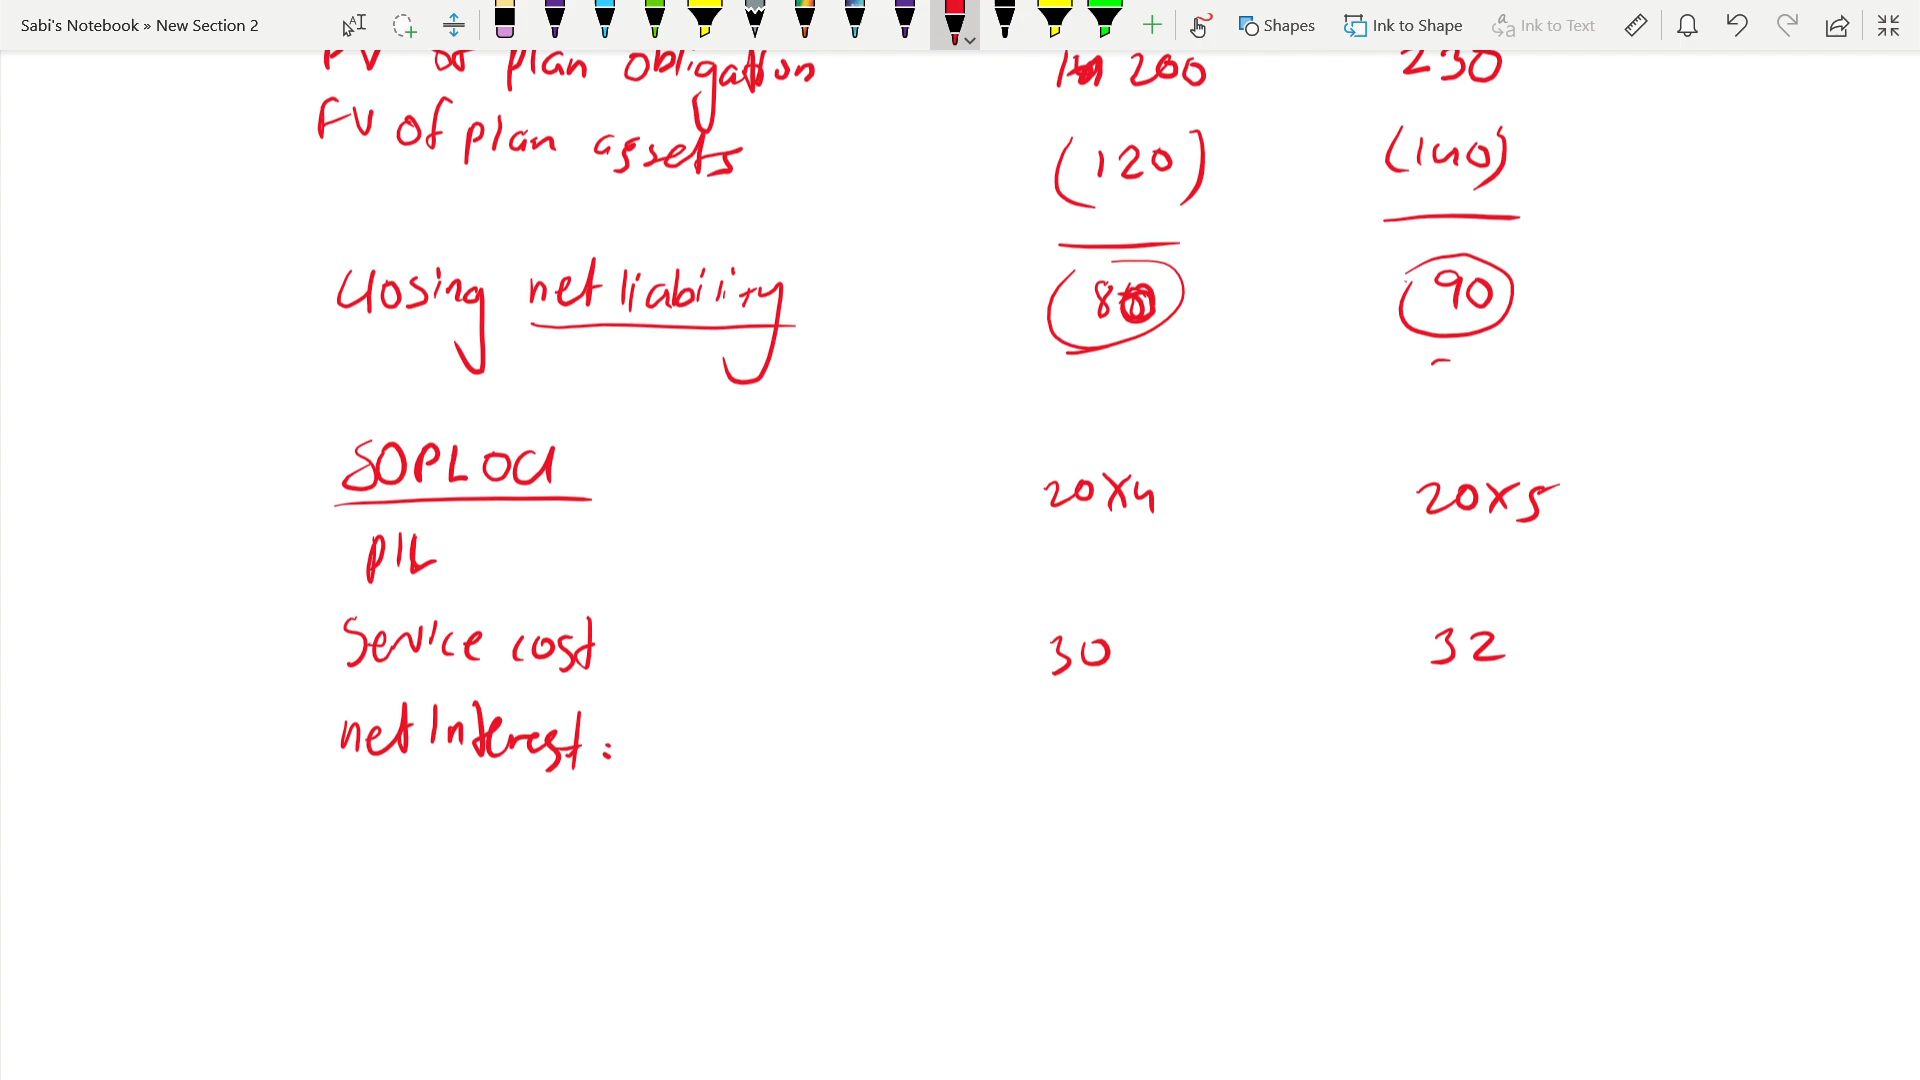 Sabi's Notebook » New Section 2 Shapes Ink to Shape Ink to Text
PV of plan obligation 200 230
FV of plan assets (120) (140)
Closing net liability 80 90
SOPLOCI 20X4 20X5
P/L
Service cost 30 32
net Interest: